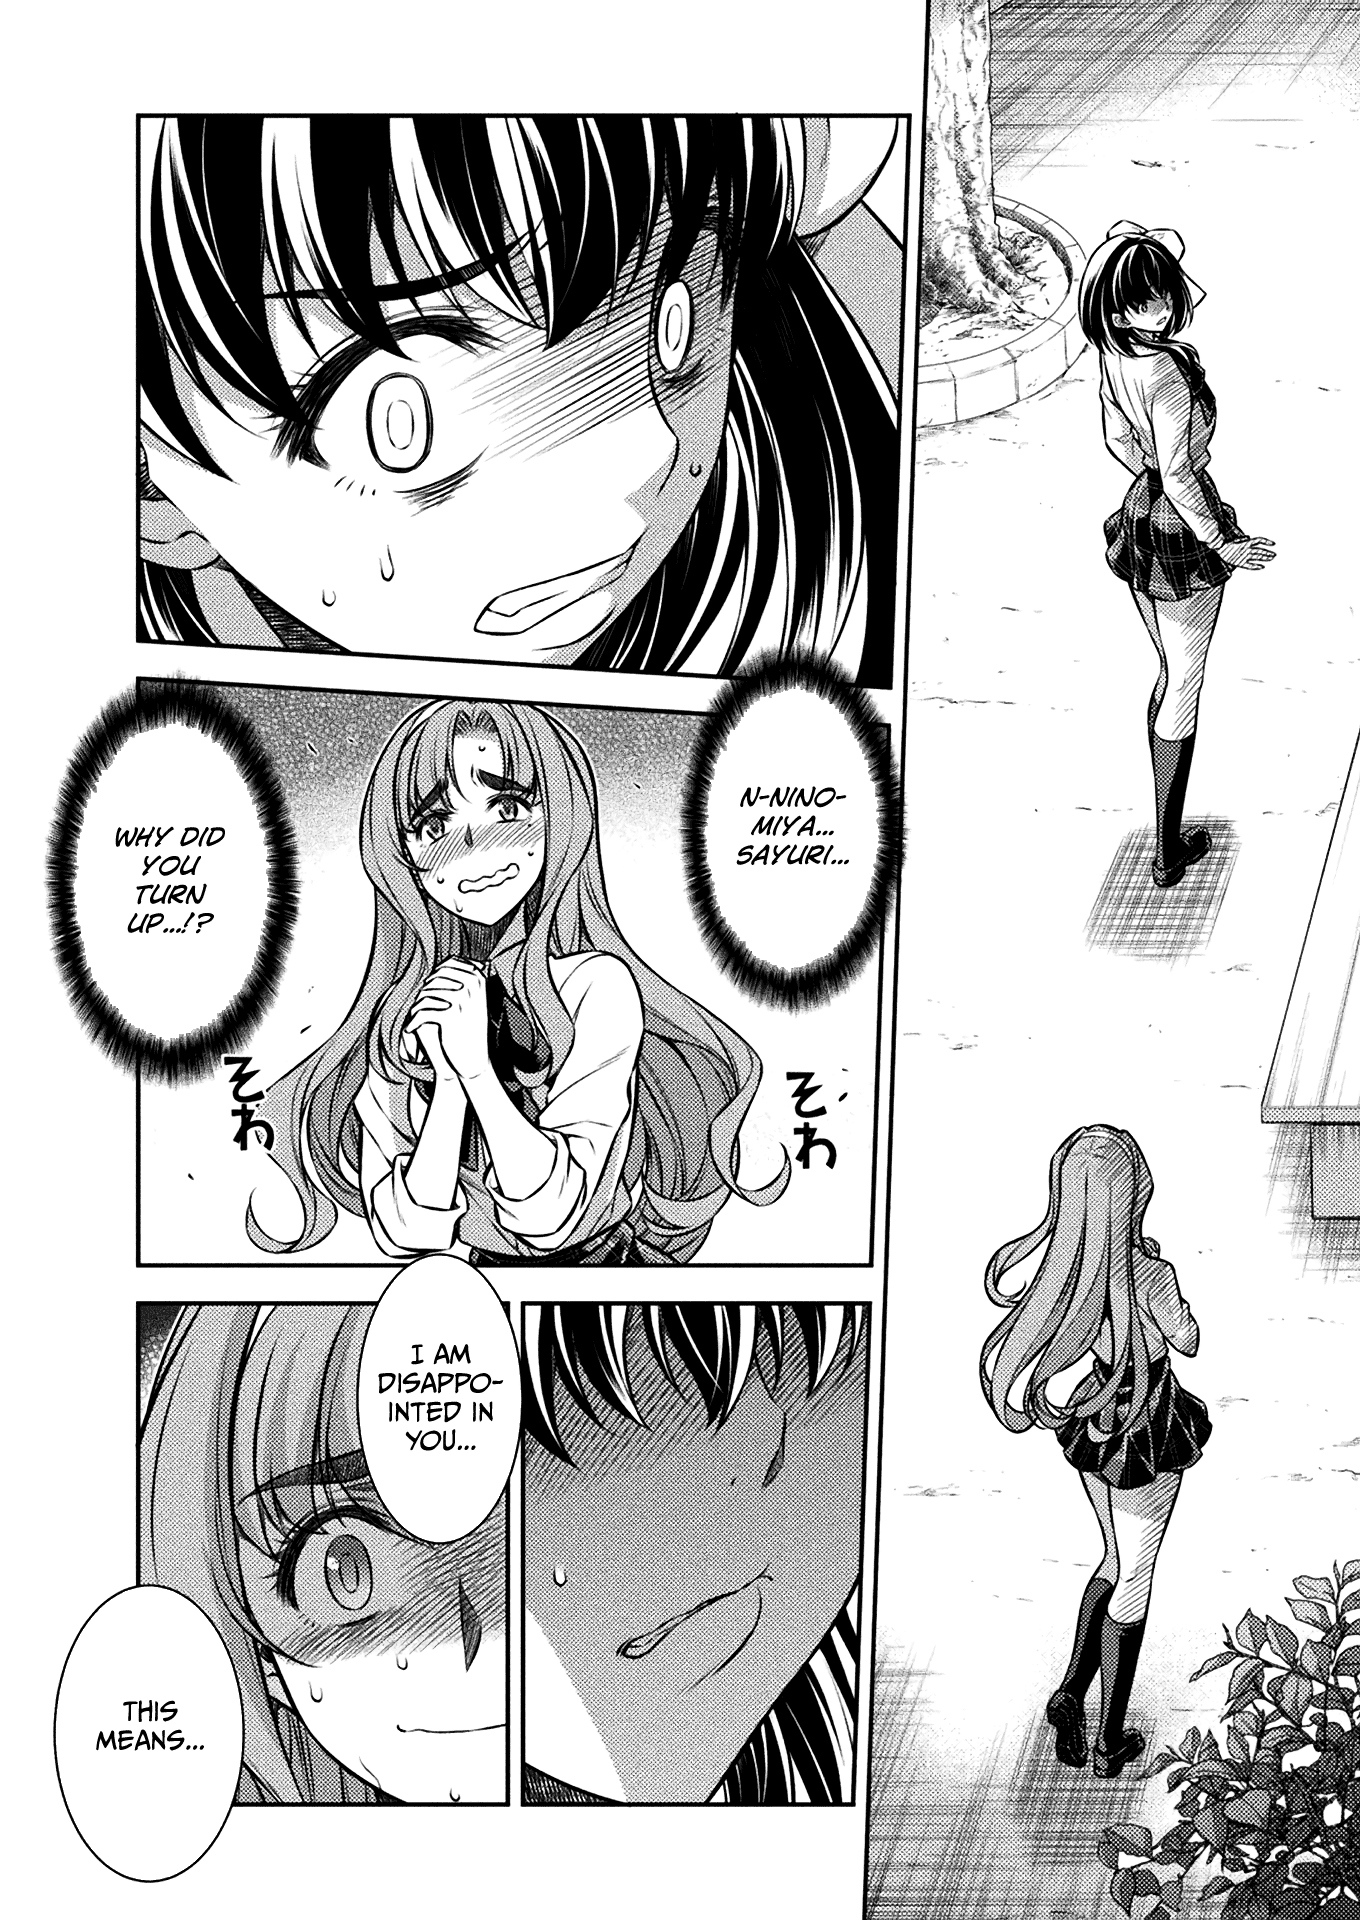 N-NINO-
MIYA...
SAYURI...
WHY DID
YOU
TURN
UP...!?
そわ
そわ
I AM
DISAPPO-
INTED IN
YOU...
THIS
MEANS...